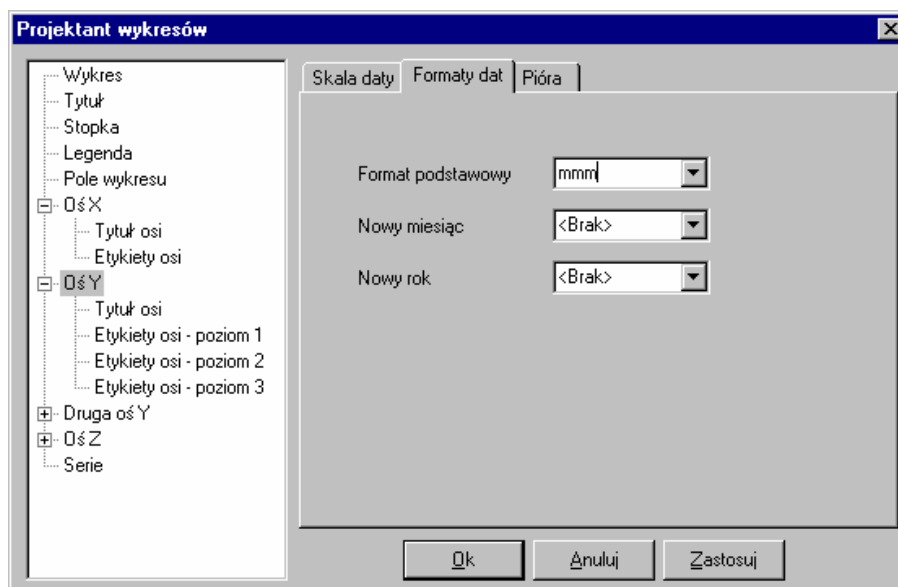 Projektant wykresów
Wykres
Tytuł
Stopka
Legenda
Pole wykresu
Oś X
Tytuł osi
Etykiety osi
Oś Y
Tytuł osi
Etykiety osi - poziom 1
Etykiety osi - poziom 2
Etykiety osi - poziom 3
Druga oś Y
Oś Z
Serie
Skala daty Formaty dat Pióra
Format podstawowy mmm
Nowy miesiąc <Brak>
Nowy rok <Brak>
Ok Anuluj Zastosuj